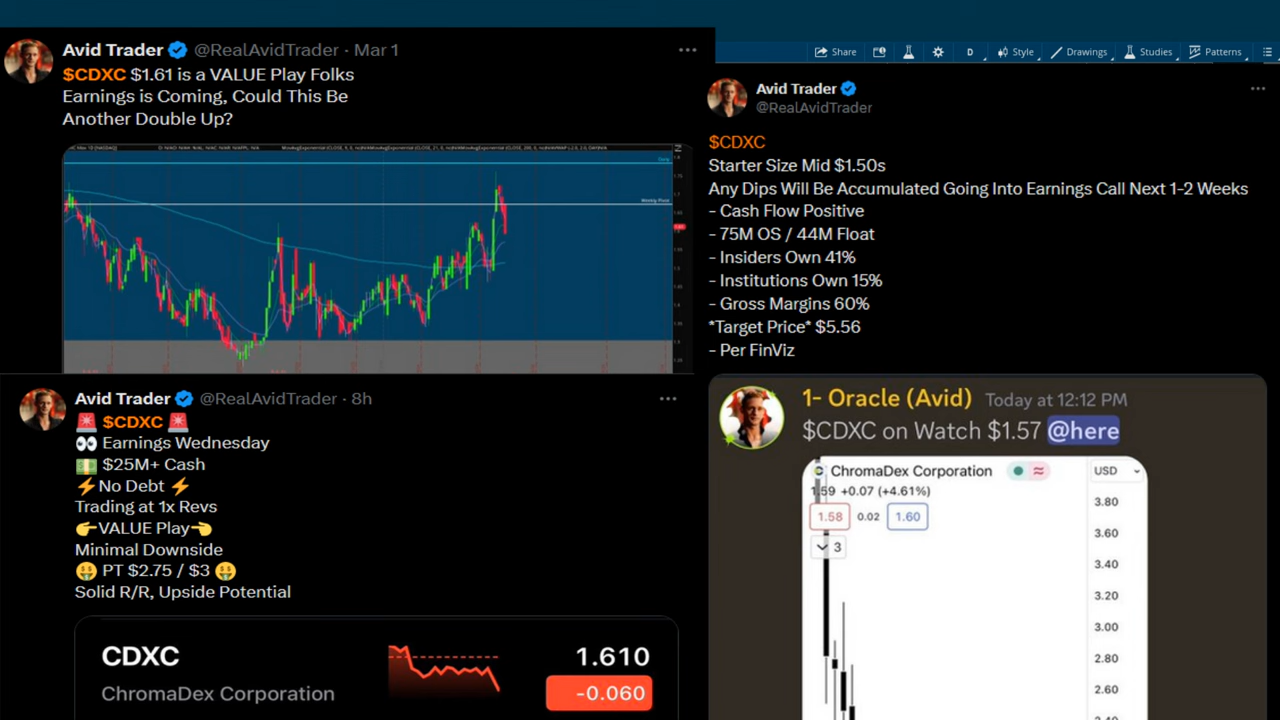 Avid Trader @RealAvidTrader · Mar 1
$CDXC $1.61 is a VALUE Play Folks
Earnings is Coming, Could This Be
Another Double Up?
Avid Trader @RealAvidTrader · 8h
🚨 $CDXC 🚨
👀 Earnings Wednesday
💵 $25M+ Cash
⚡No Debt ⚡
Trading at 1x Revs
👉VALUE Play👈
Minimal Downside
🤑 PT $2.75 / $3 🤑
Solid R/R, Upside Potential
CDXC
1.610
ChromaDex Corporation
-0.060
Share
D
Style
Drawings
Studies
Patterns
Avid Trader
@RealAvidTrader
$CDXC
Starter Size Mid $1.50s
Any Dips Will Be Accumulated Going Into Earnings Call Next 1-2 Weeks
- Cash Flow Positive
- 75M OS / 44M Float
- Insiders Own 41%
- Institutions Own 15%
- Gross Margins 60%
*Target Price* $5.56
- Per FinViz
1- Oracle (Avid) Today at 12:12 PM
$CDXC on Watch $1.57 @here
ChromaDex Corporation
USD
1.59 +0.07 (+4.61%)
1.58 0.02 1.60
3
3.80
3.60
3.40
3.20
3.00
2.80
2.60